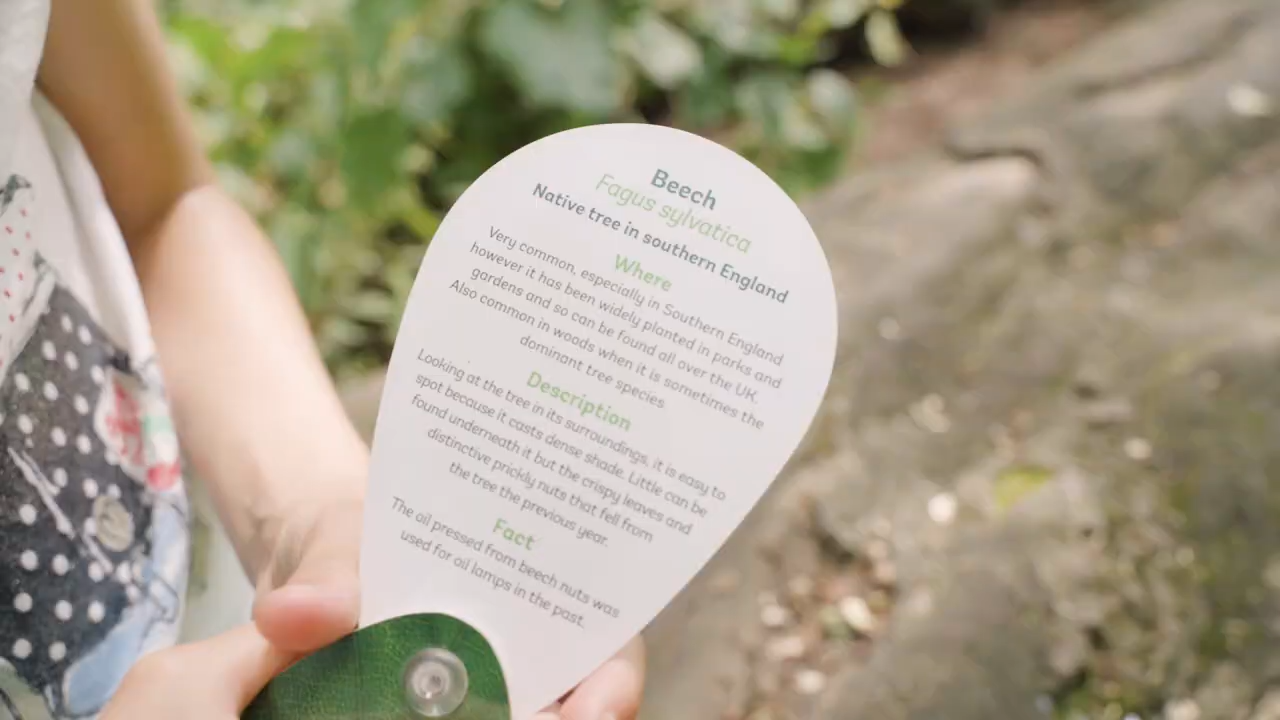 Beech
Fagus sylvatica
Native tree in southern England
Where
Very common, especially in Southern England
however it has been widely planted in parks and
gardens and so can be found all over the UK.
Also common in woods when it is sometimes the
dominant tree species.
Description
Looking at the tree in its surroundings, it is easy to
spot because it casts dense shade. Little can be
found underneath it but the crispy leaves and
distinctive prickly nuts that fell from
the tree the previous year.
Fact
The oil pressed from beech nuts was
used for oil lamps in the past.